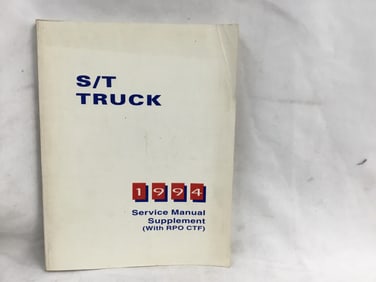 S/T
TRUCK
1994
Service Manual
Supplement
(With RPO CTF)